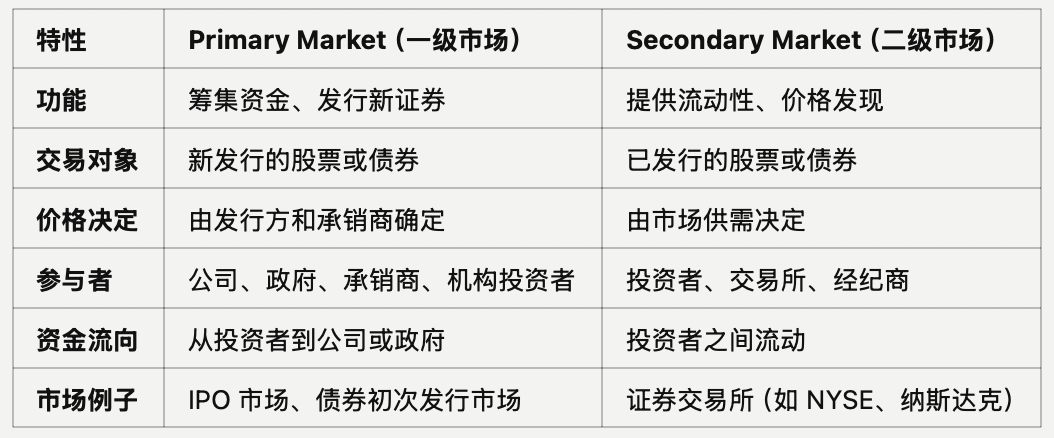 特性 Primary Market（一级市场） Secondary Market（二级市场）
功能 筹集资金、发行新证券 提供流动性、价格发现
交易对象 新发行的股票或债券 已发行的股票或债券
价格决定 由发行方和承销商确定 由市场供需决定
参与者 公司、政府、承销商、机构投资者 投资者、交易所、经纪商
资金流向 从投资者到公司或政府 投资者之间流动
市场例子 IPO 市场、债券初次发行市场 证券交易所（如 NYSE、纳斯达克）